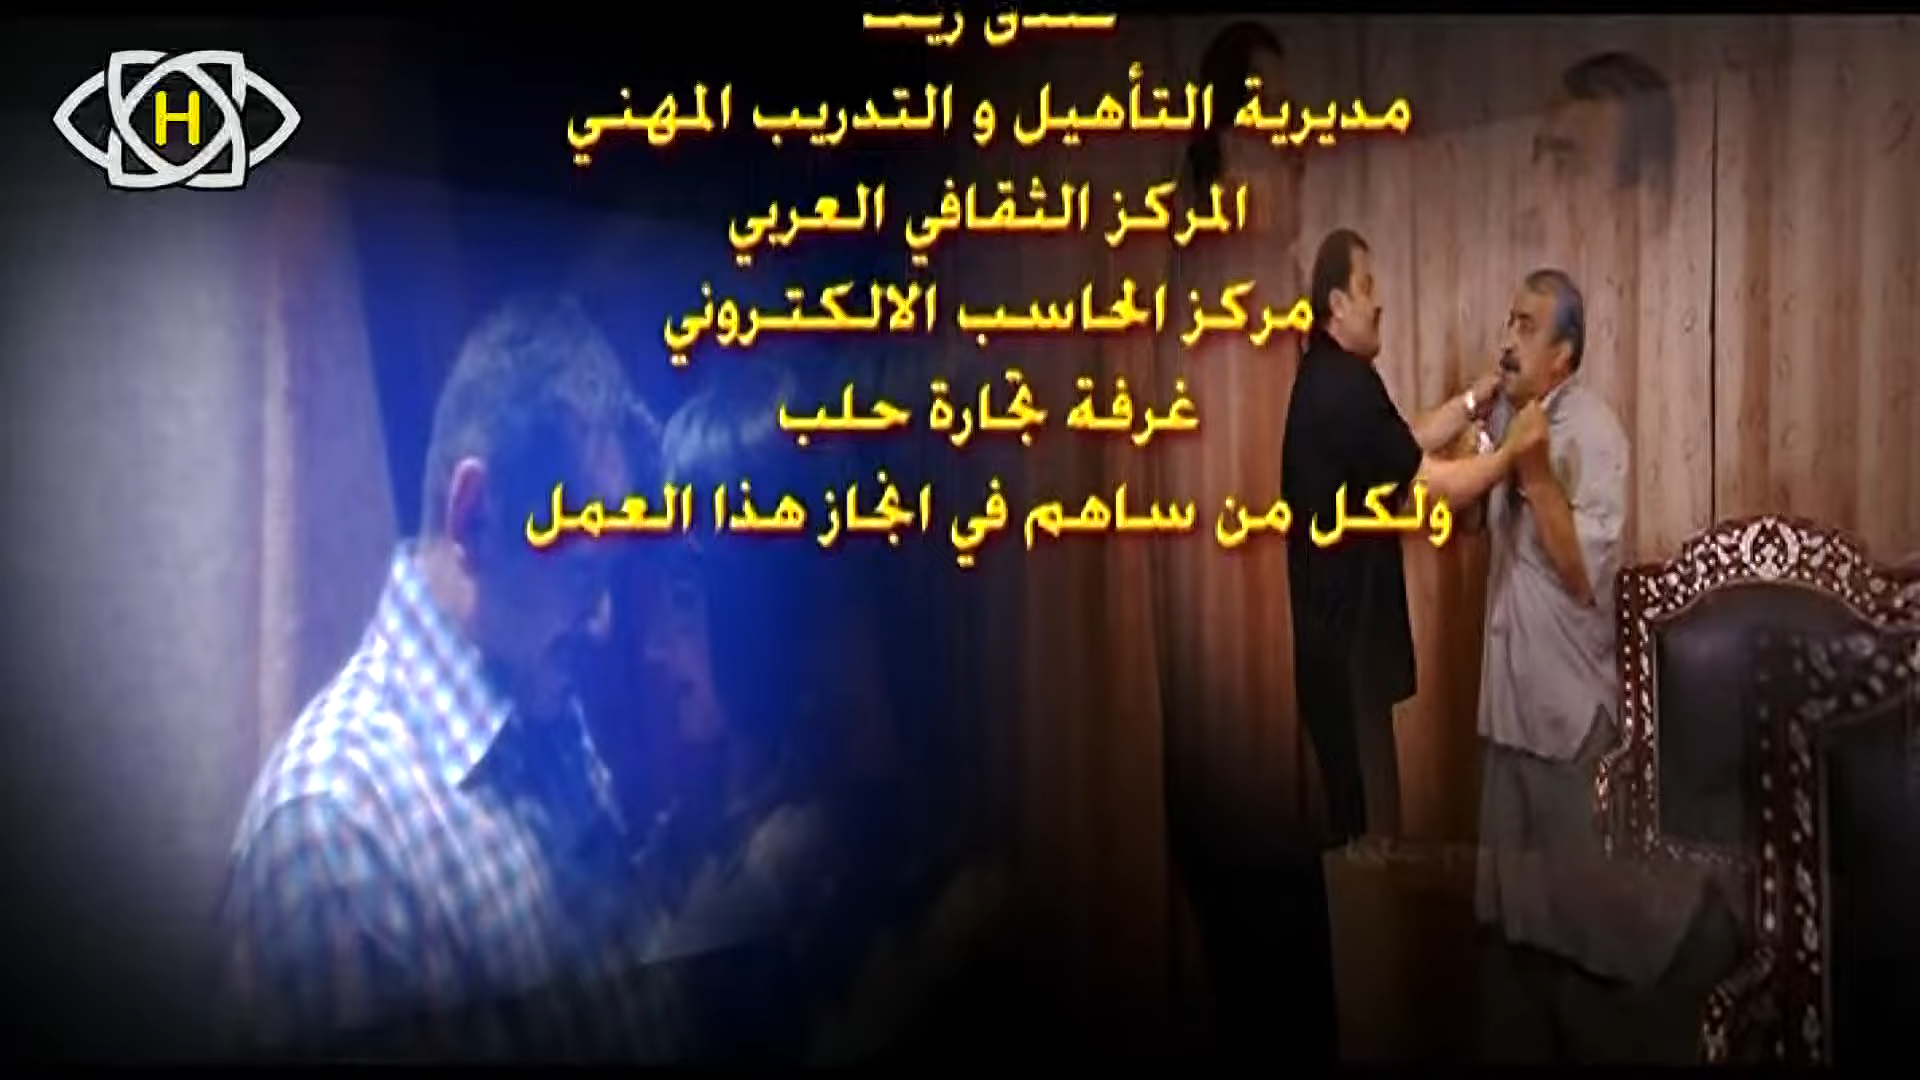 H
مديرية التأهيل و التدريب المهني
المركز الثقافي العربي
مركز الحاسب الالكتروني
غرفة تجارة حلب
ولكل من ساهم في انجاز هذا العمل